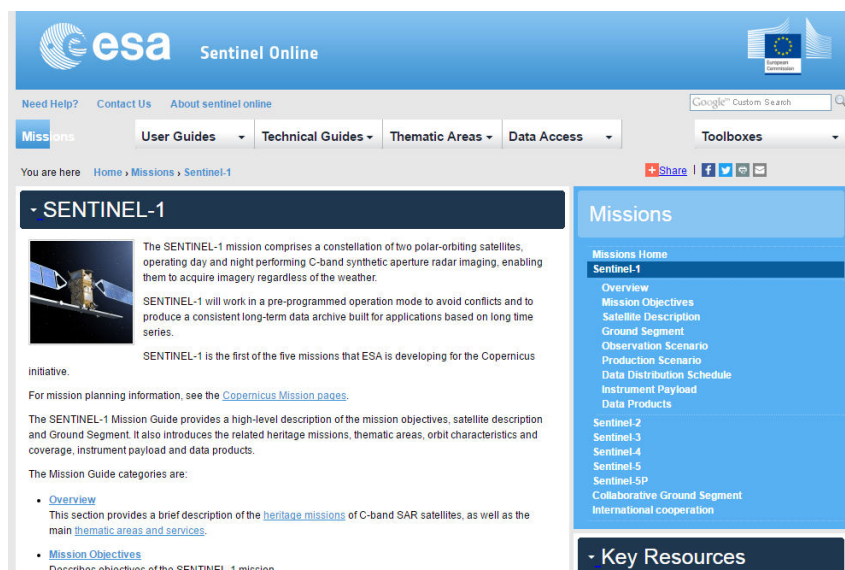 esa Sentinel Online
European
Commission
Need Help? Contact Us About sentinel online
Google™ Custom Search
Missions User Guides Technical Guides Thematic Areas Data Access Toolboxes
You are here Home › Missions › Sentinel-1
Share |
SENTINEL-1
The SENTINEL-1 mission comprises a constellation of two polar-orbiting satellites,
operating day and night performing C-band synthetic aperture radar imaging, enabling
them to acquire imagery regardless of the weather.
SENTINEL-1 will work in a pre-programmed operation mode to avoid conflicts and to
produce a consistent long-term data archive built for applications based on long time
series.
SENTINEL-1 is the first of the five missions that ESA is developing for the Copernicus
initiative.
For mission planning information, see the Copernicus Mission pages.
The SENTINEL-1 Mission Guide provides a high-level description of the mission objectives, satellite description
and Ground Segment. It also introduces the related heritage missions, thematic areas, orbit characteristics and
coverage, instrument payload and data products.
The Mission Guide categories are:
• Overview
This section provides a brief description of the heritage missions of C-band SAR satellites, as well as the
main thematic areas and services.
• Mission Objectives
Describes objectives of the SENTINEL-1 mission
Missions
Missions Home
Sentinel-1
Overview
Mission Objectives
Satellite Description
Ground Segment
Observation Scenario
Production Scenario
Data Distribution Schedule
Instrument Payload
Data Products
Sentinel-2
Sentinel-3
Sentinel-4
Sentinel-5
Sentinel-5P
Collaborative Ground Segment
International cooperation
Key Resources